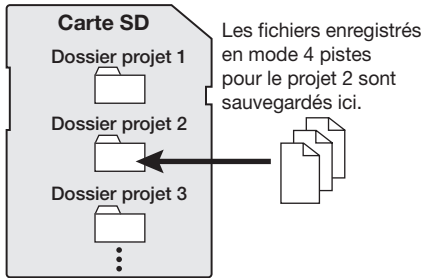 Carte SD
Dossier projet 1
Dossier projet 2
Dossier projet 3
Les fichiers enregistrés
en mode 4 pistes
pour le projet 2 sont
sauvegardés ici.